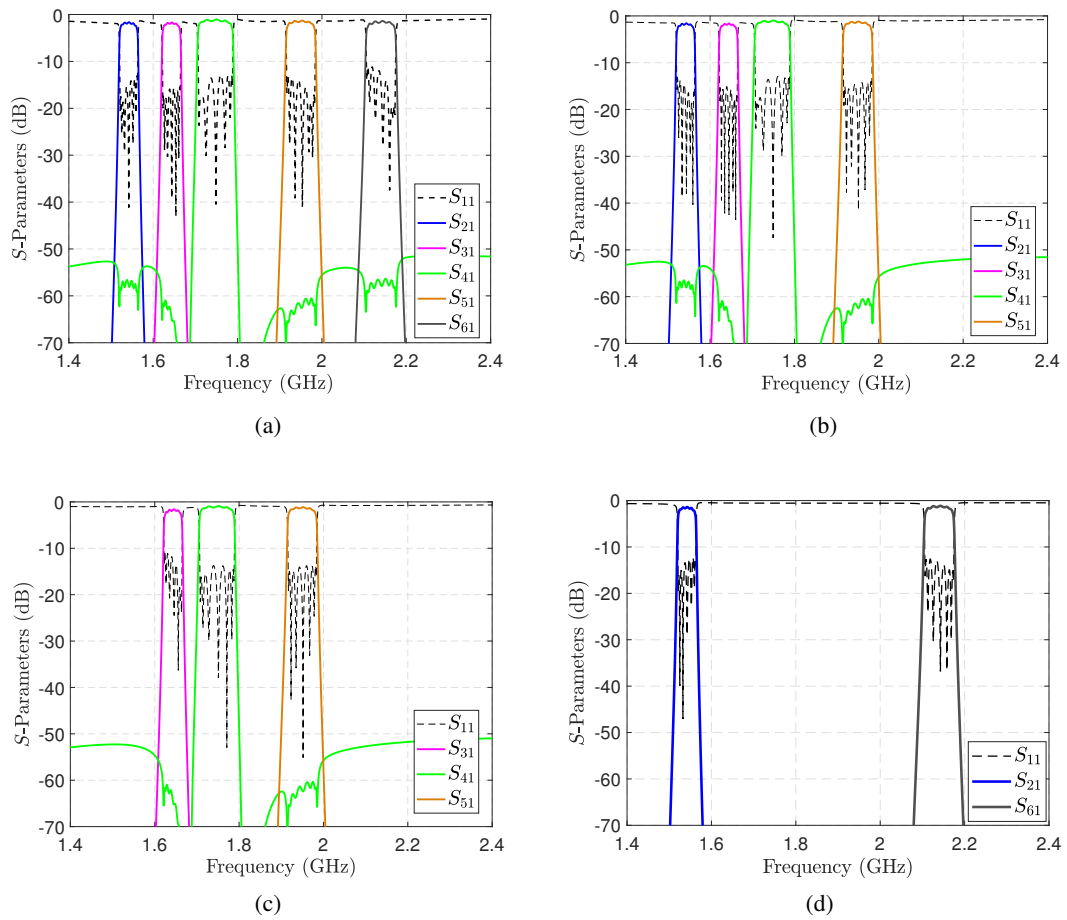 0
-10
-20
-30
-40
-50
-60
-70
S-Parameters (dB)
1.4 1.6 1.8 2 2.2 2.4
Frequency (GHz)
S11
S21
S31
S41
S51
S61
(a)
0
-10
-20
-30
-40
-50
-60
-70
S-Parameters (dB)
1.4 1.6 1.8 2 2.2 2.4
Frequency (GHz)
S11
S21
S31
S41
S51
(b)
0
-10
-20
-30
-40
-50
-60
-70
S-Parameters (dB)
1.4 1.6 1.8 2 2.2 2.4
Frequency (GHz)
S11
S31
S41
S51
(c)
0
-10
-20
-30
-40
-50
-60
-70
S-Parameters (dB)
1.4 1.6 1.8 2 2.2 2.4
Frequency (GHz)
S11
S21
S61
(d)